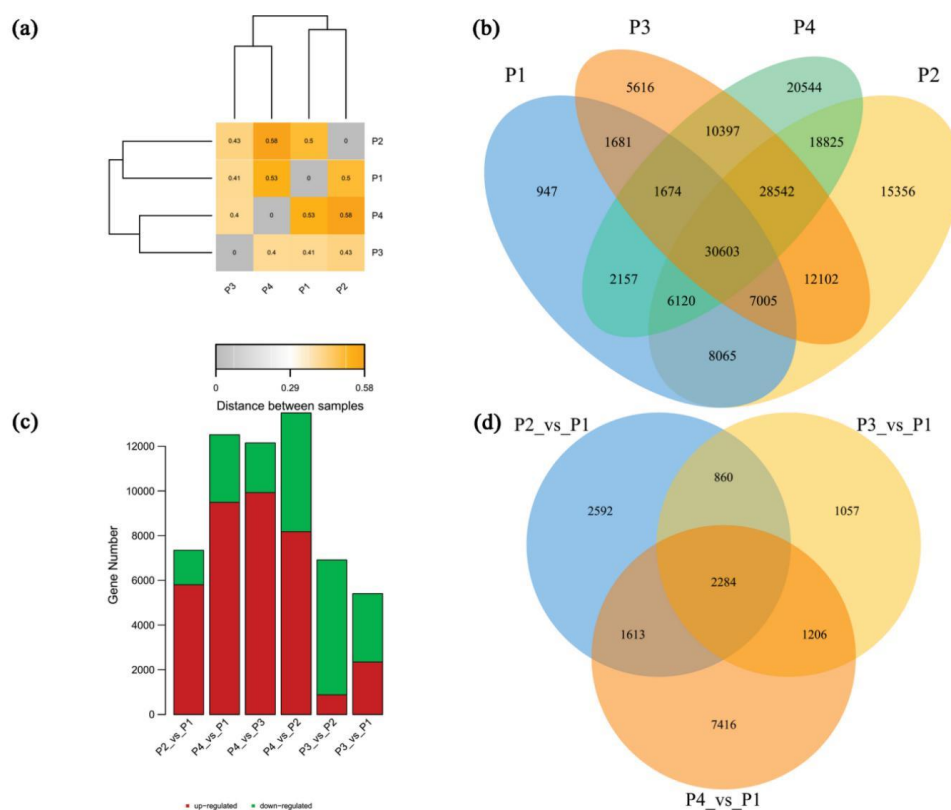 (a)
0.43 0.58 0.5 0 P2
0.41 0.53 0 0.5 P1
0.4 0 0.53 0.58 P4
0 0.4 0.41 0.43 P3
P3 P4 P1 P2
0 0.29 0.58
Distance between samples
(b)
P3 P4
P1 P2
5616 20544
1681 10397 18825
947 1674 28542 15356
30603
2157 12102
6120 7005
8065
(c)
Gene Number
12000
10000
8000
6000
4000
2000
0
P2_vs_P1 P4_vs_P1 P4_vs_P3 P4_vs_P2 P3_vs_P2 P3_vs_P1
up-regulated down-regulated
(d)
P2_vs_P1 P3_vs_P1
860
2592 1057
2284
1613 1206
7416
P4_vs_P1